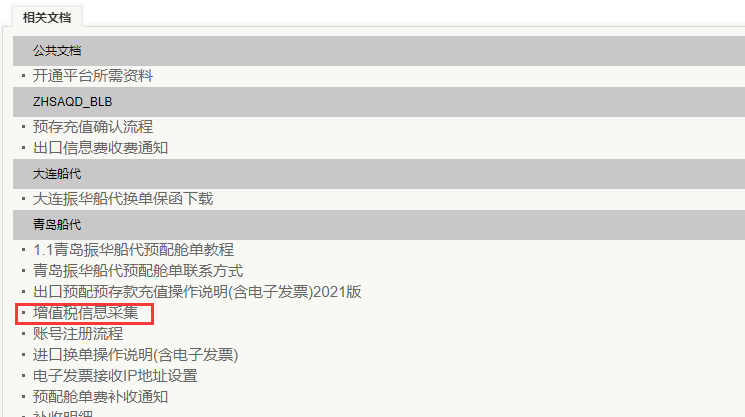 相关文档
公共文档
开通平台所需资料
ZHSAQD_BLB
预存充值确认流程
出口信息费收费通知
大连船代
大连振华船代换单保函下载
青岛船代
1.1青岛振华船代预配舱单教程
青岛振华船代预配舱单联系方式
出口预配预存款充值操作说明(含电子发票)2021版
增值税信息采集
账号注册流程
进口换单操作说明(含电子发票)
电子发票接收IP地址设置
预配舱单费补收通知
补收明细